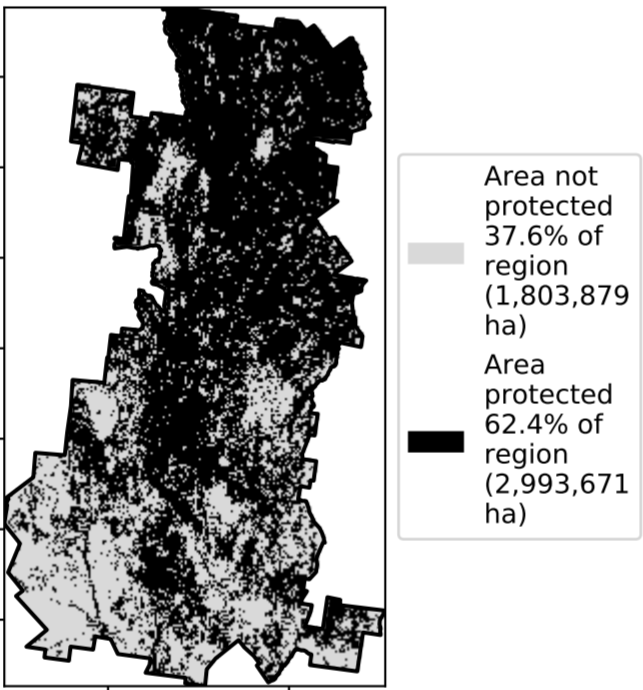 Area not
protected
37.6% of
region
(1,803,879
ha)
Area
protected
62.4% of
region
(2,993,671
ha)